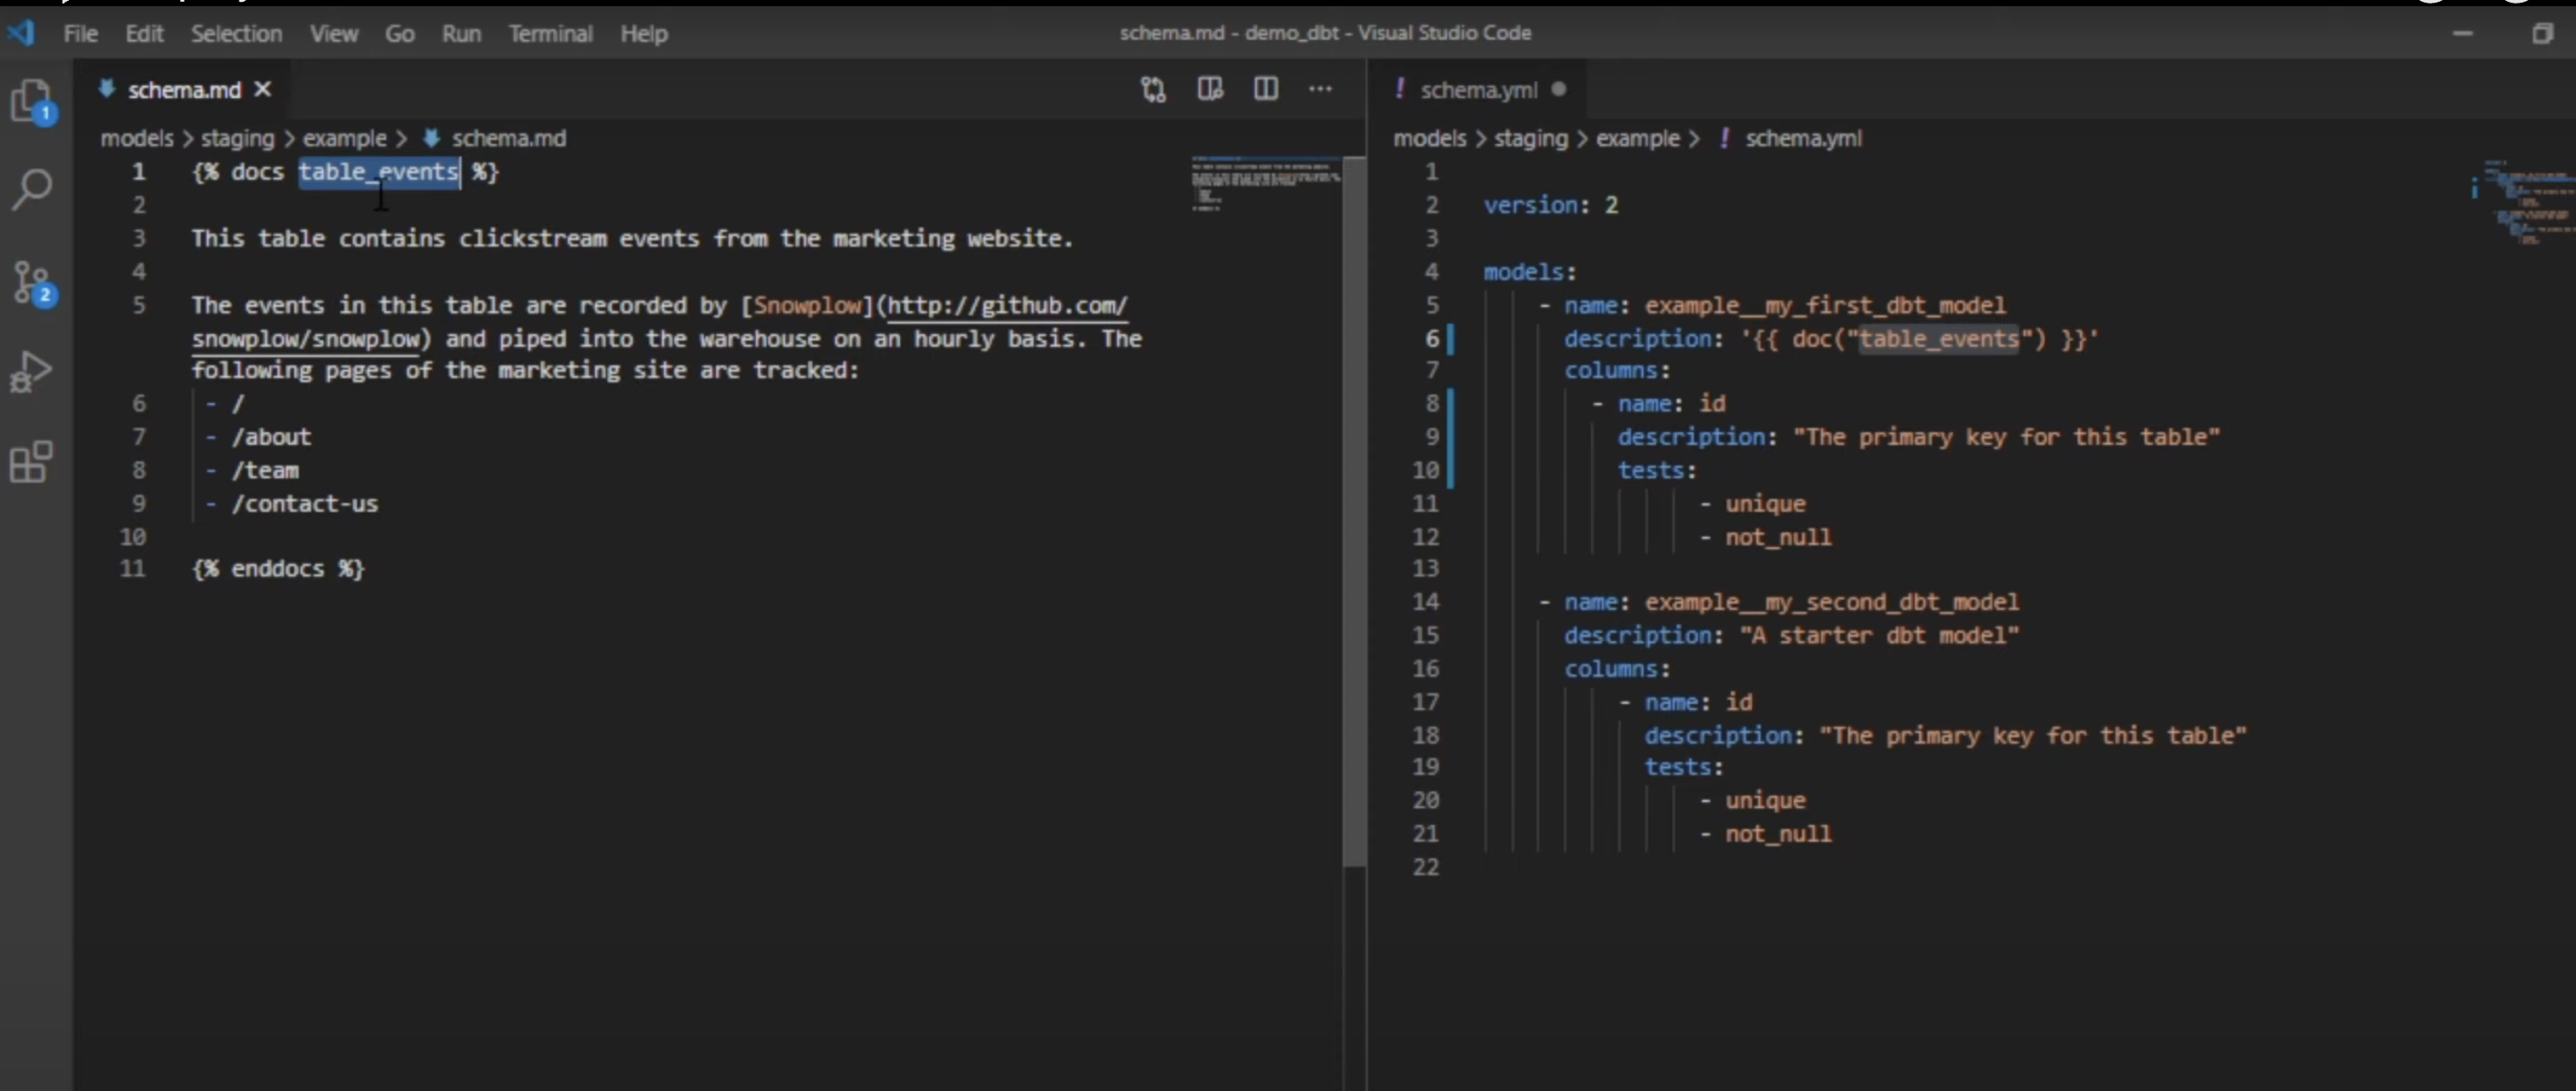 File Edit Selection View Go Run Terminal Help
schema.md - demo_dbt - Visual Studio Code
schema.md
models > staging > example > schema.md
1 {% docs table_events %}
2
3 This table contains clickstream events from the marketing website.
4
5 The events in this table are recorded by [Snowplow](http://github.com/
snowplow/snowplow) and piped into the warehouse on an hourly basis. The
following pages of the marketing site are tracked:
6 - /
7 - /about
8 - /team
9 - /contact-us
10
11 {% enddocs %}
1
2
! schema.yml
models > staging > example > ! schema.yml
1
2 version: 2
3
4 models:
5 - name: example__my_first_dbt_model
6 description: '{{ doc("table_events") }}'
7 columns:
8 - name: id
9 description: "The primary key for this table"
10 tests:
11 - unique
12 - not_null
13
14 - name: example__my_second_dbt_model
15 description: "A starter dbt model"
16 columns:
17 - name: id
18 description: "The primary key for this table"
19 tests:
20 - unique
21 - not_null
22